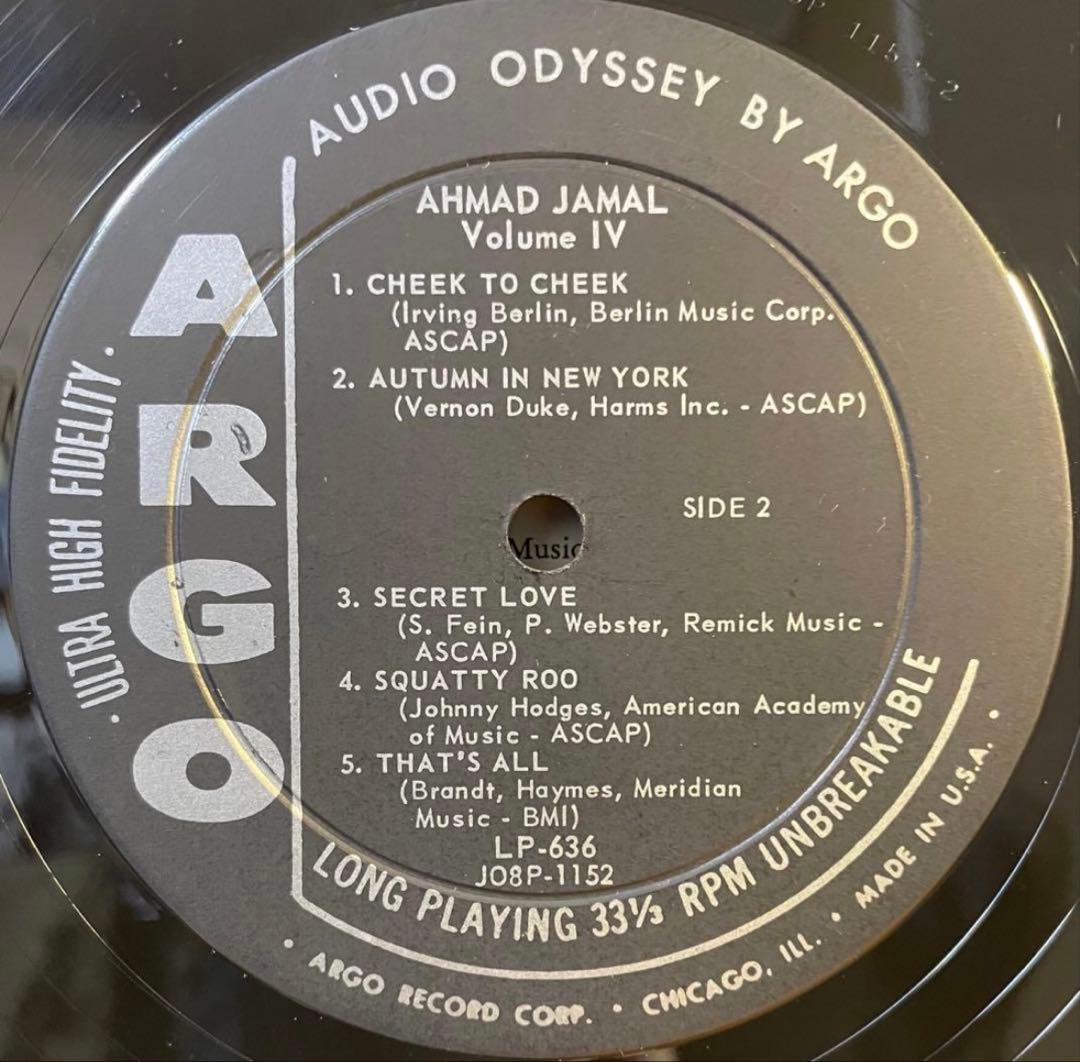 AUDIO ODYSSEY BY ARGO
ARGO
· ULTRA HIGH FIDELITY ·
AHMAD JAMAL
Volume IV
1. CHEEK TO CHEEK
(Irving Berlin, Berlin Music Corp.
ASCAP)
2. AUTUMN IN NEW YORK
(Vernon Duke, Harms Inc. - ASCAP)
SIDE 2
Music
3. SECRET LOVE
(S. Fein, P. Webster, Remick Music -
ASCAP)
4. SQUATTY ROO
(Johnny Hodges, American Academy
of Music - ASCAP)
5. THAT'S ALL
(Brandt, Haymes, Meridian
Music - BMI)
LP-636
JO8P-1152
LONG PLAYING 33⅓ RPM UNBREAKABLE
· ARGO RECORD CORP. · CHICAGO, ILL. · MADE IN U.S.A. ·